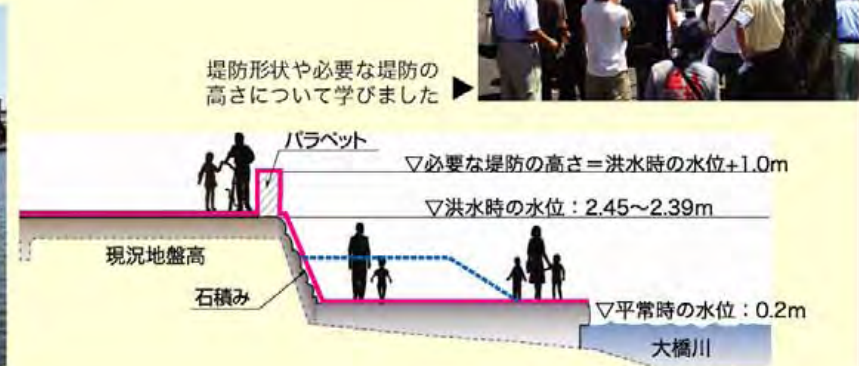 堤防形状や必要な堤防の
高さについて学びました▶
パラペット
▽必要な堤防の高さ＝洪水時の水位+1.0m
▽洪水時の水位：2.45〜2.39m
現況地盤高
石積み
▽平常時の水位：0.2m
大橋川